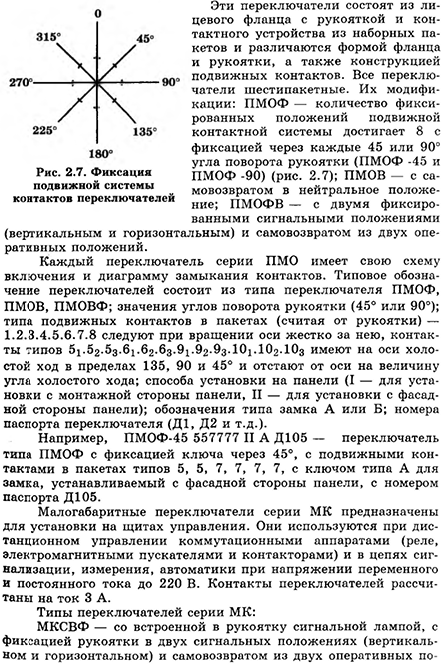 0
315°
45°
270°
90°
225°
135°
180°
Рис. 2.7. Фиксация
подвижной системы
контактов переключателей
Эти переключатели состоят из ли-
цевого фланца с рукояткой и кон-
тактного устройства из наборных па-
кетов и различаются формой фланца
и рукоятки, а также конструкцией
подвижных контактов. Все переклю-
чатели шестипакетные. Их модифи-
кации: ПМОФ — количество фикси-
рованных положений подвижной
контактной системы достигает 8 с
фиксацией через каждые 45 или 90°
угла поворота рукоятки (ПМОФ -45 и
ПМОФ -90) (рис. 2.7); ПМОВ — с са-
мовозвратом в нейтральное положе-
ние; ПМОФВ — с двумя фиксиро-
ванными сигнальными положениями
(вертикальным и горизонтальным) и самовозвратом из двух опе-
ративных положений.
Каждый переключатель серии ПМО имеет свою схему
включения и диаграмму замыкания контактов. Типовое обозна-
чение переключателей состоит из типа переключателя ПМОФ,
ПМОВ, ПМОВФ; значения углов поворота рукоятки (45° или 90°);
типа подвижных контактов в пакетах (считая от рукоятки) —
1.2.3.4.5.6.7.8 следуют при вращении оси жестко за нею, контак-
ты типов 5₁.5₂.5₃.6₁.6₂.6₃.9₁.9₂.9₃.10₁.10₂.10₃ имеют на оси холо-
стой ход в пределах 135, 90 и 45° и отстают от оси на величину
угла холостого хода; способа установки на панели (I — для уста-
новки с монтажной стороны панели, II — для установки с фасад-
ной стороны панели); обозначения типа замка А или Б; номера
паспорта переключателя (Д1, Д2 и т.д.).
Например, ПМОФ-45 557777 II А Д105 — переключатель
типа ПМОФ с фиксацией ключа через 45°, с подвижными кон-
тактами в пакетах типов 5, 5, 7, 7, 7, 7, с ключом типа А для
замка, устанавливаемый с фасадной стороны панели, с номером
паспорта Д105.
Малогабаритные переключатели серии МК предназначены
для установки на щитах управления. Они используются при дис-
танционном управлении коммутационными аппаратами (реле,
электромагнитными пускателями и контакторами) и в цепях сиг-
нализации, измерения, автоматики при напряжении переменного
и постоянного тока до 220 В. Контакты переключателей рассчи-
таны на ток 3 А.
Типы переключателей серии МК:
МКСВФ — со встроенной в рукоятку сигнальной лампой, с
фиксацией рукоятки в двух сигнальных положениях (вертикаль-
ном и горизонтальном) и самовозвратом из двух оперативных по-